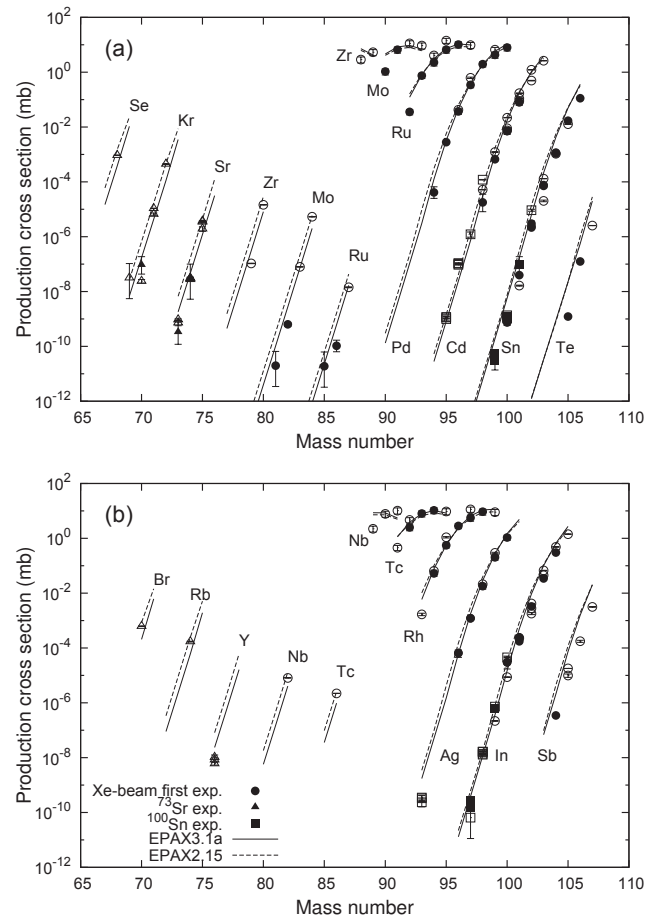 (a)
Production cross section (mb)
10^2
10^0
10^-2
10^-4
10^-6
10^-8
10^-10
10^-12
Se
Kr
Sr
Zr
Mo
Ru
Zr
Mo
Ru
Pd
Cd
Sn
Te
65 70 75 80 85 90 95 100 105 110
Mass number
(b)
Production cross section (mb)
10^2
10^0
10^-2
10^-4
10^-6
10^-8
10^-10
10^-12
Br
Rb
Y
Nb
Tc
Nb
Tc
Rh
Ag
In
Sb
Xe-beam first exp.
^73Sr exp.
^100Sn exp.
EPAX3.1a
EPAX2.15
65 70 75 80 85 90 95 100 105 110
Mass number